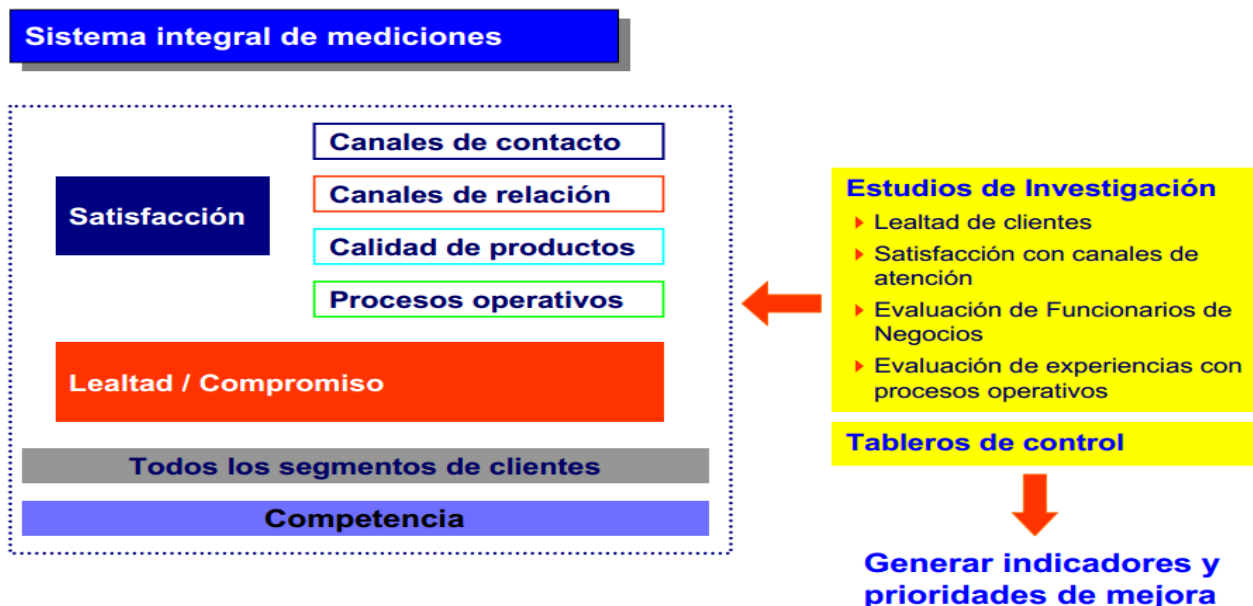 Sistema integral de mediciones
Canales de contacto
Satisfacción
Canales de relación
Calidad de productos
Procesos operativos
Lealtad / Compromiso
Todos los segmentos de clientes
Competencia
Estudios de Investigación
Lealtad de clientes
Satisfacción con canales de
atención
Evaluación de Funcionarios de
Negocios
Evaluación de experiencias con
procesos operativos
Tableros de control
Generar indicadores y
prioridades de mejora